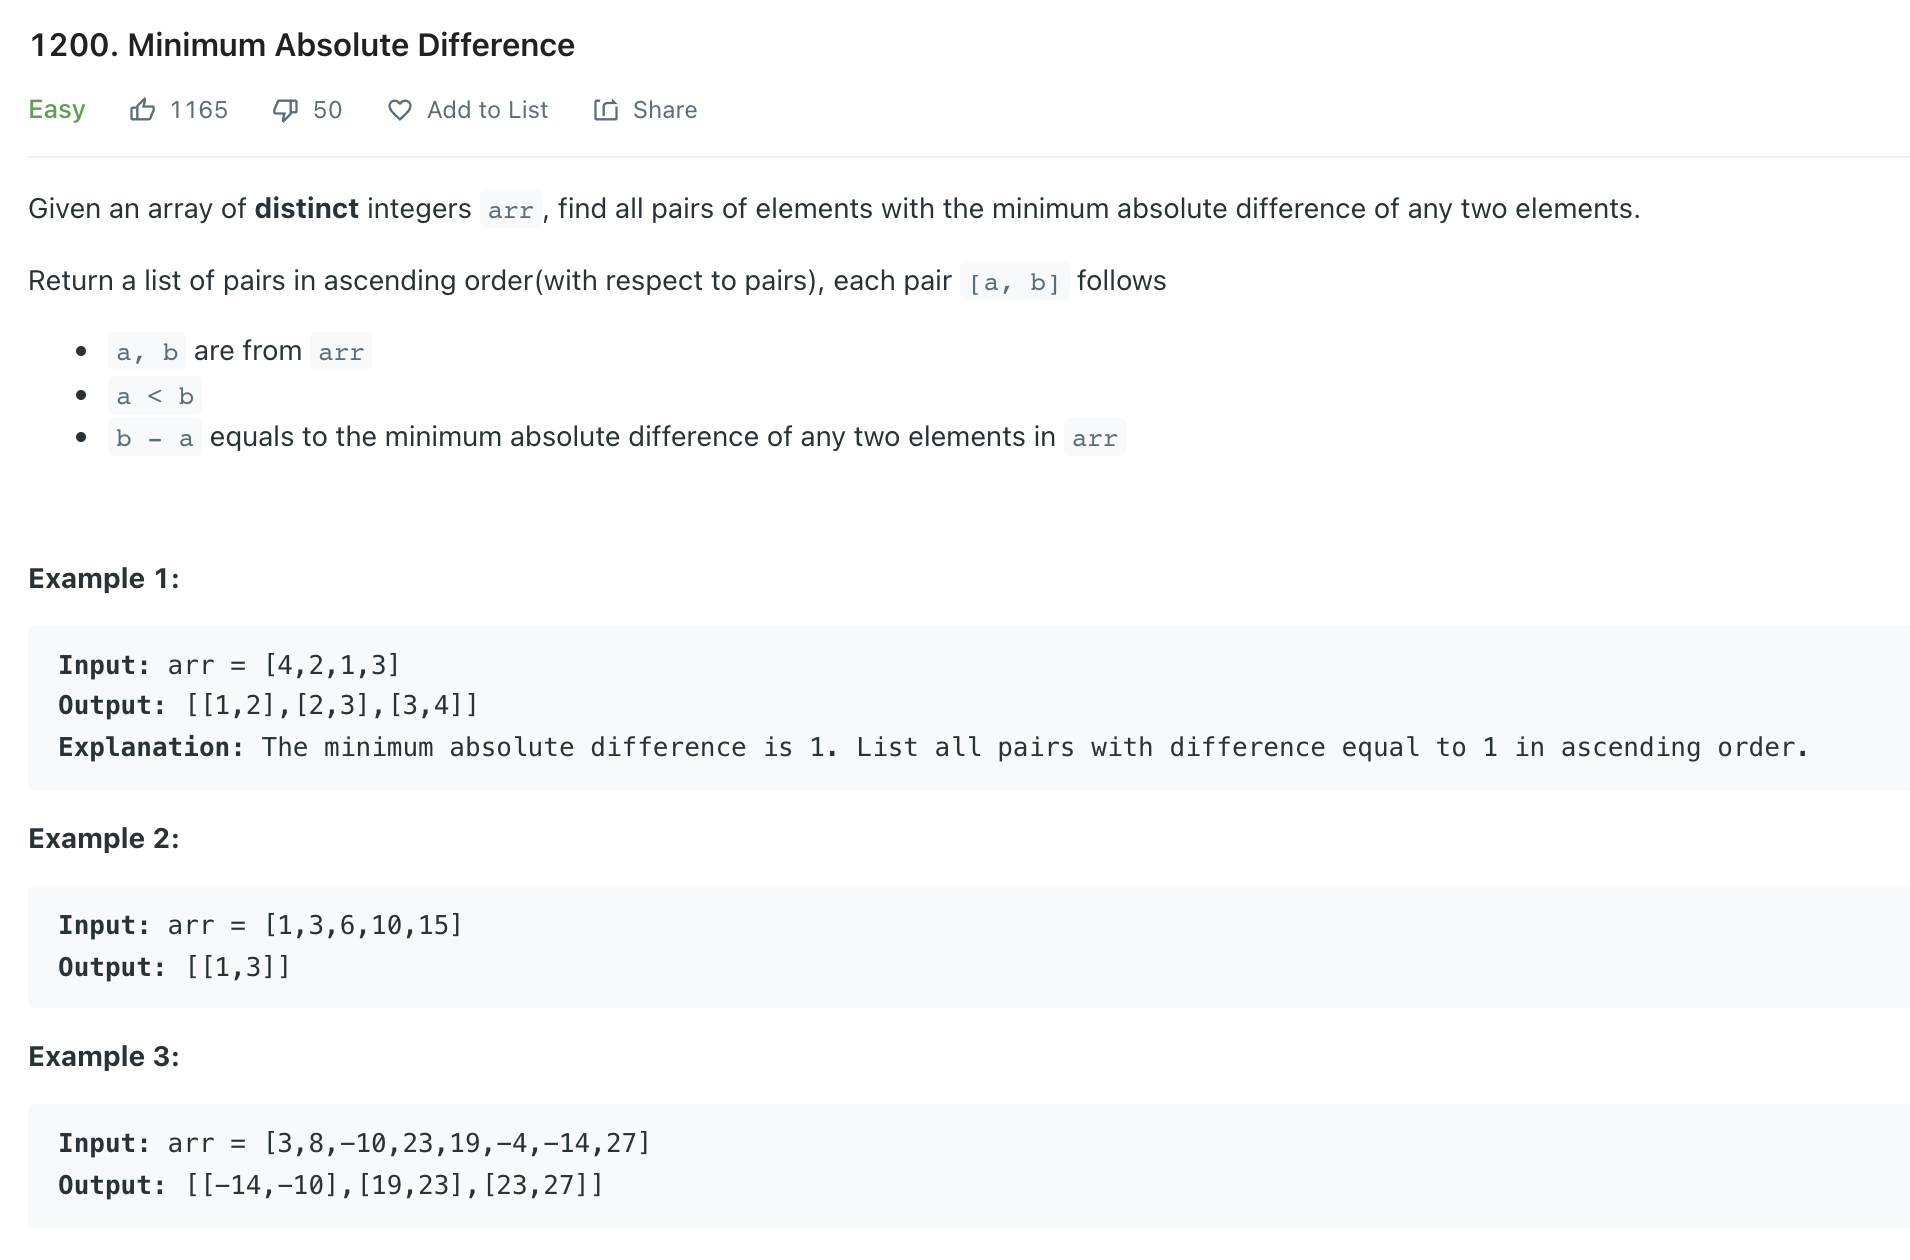 1200. Minimum Absolute Difference
Easy 1165 50 Add to List Share
Given an array of distinct integers arr, find all pairs of elements with the minimum absolute difference of any two elements.
Return a list of pairs in ascending order(with respect to pairs), each pair [a, b] follows
• a, b are from arr
• a < b
• b - a equals to the minimum absolute difference of any two elements in arr
Example 1:
Input: arr = [4,2,1,3]
Output: [[1,2],[2,3],[3,4]]
Explanation: The minimum absolute difference is 1. List all pairs with difference equal to 1 in ascending order.
Example 2:
Input: arr = [1,3,6,10,15]
Output: [[1,3]]
Example 3:
Input: arr = [3,8,-10,23,19,-4,-14,27]
Output: [[-14,-10],[19,23],[23,27]]